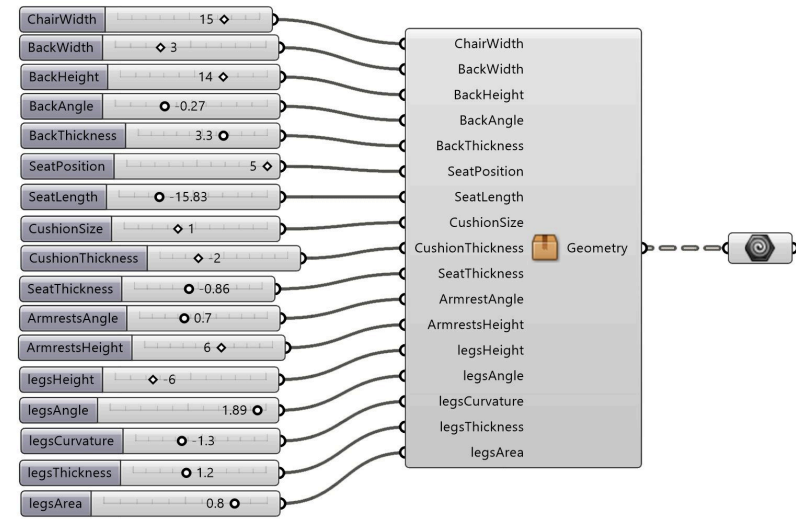 ChairWidth 15
BackWidth 3
BackHeight 14
BackAngle -0.27
BackThickness 3.3
SeatPosition 5
SeatLength -15.83
CushionSize 1
CushionThickness -2
SeatThickness -0.86
ArmrestsAngle 0.7
ArmrestsHeight 6
legsHeight -6
legsAngle 1.89
legsCurvature -1.3
legsThickness 1.2
legsArea 0.8
ChairWidth
BackWidth
BackHeight
BackAngle
BackThickness
SeatPosition
SeatLength
CushionSize
CushionThickness
SeatThickness
ArmrestAngle
ArmrestsHeight
legsHeight
legsAngle
legsCurvature
legsThickness
legsArea
Geometry